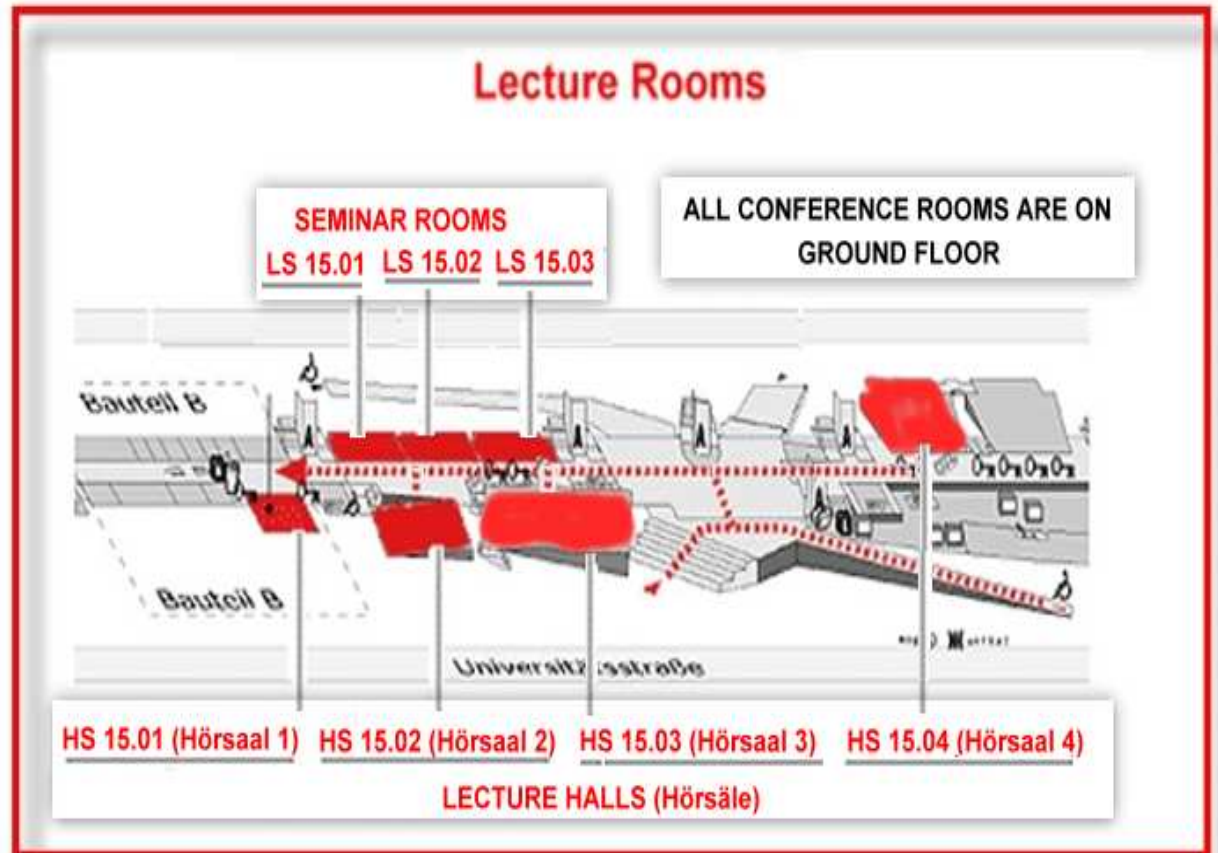 Lecture Rooms
SEMINAR ROOMS
LS 15.01 LS 15.02 LS 15.03
ALL CONFERENCE ROOMS ARE ON
GROUND FLOOR
Bauteil B
A A A A
A
Bauteil B
Universitätsstraße
HS 15.01 (Hörsaal 1) HS 15.02 (Hörsaal 2) HS 15.03 (Hörsaal 3) HS 15.04 (Hörsaal 4)
LECTURE HALLS (Hörsäle)